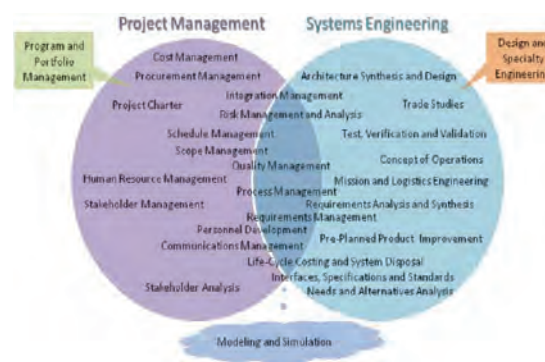 Project Management
Systems Engineering
Program and
Portfolio
Management
Design and
Specialty
Engineering
Cost Management
Procurement Management
Architecture Synthesis and Design
Integration Management
Project Charter
Trade Studies
Risk Management and Analysis
Schedule Management
Test, Verification and Validation
Scope Management
Quality Management
Concept of Operations
Human Resource Management
Mission and Logistics Engineering
Process Management
Stakeholder Management
Requirements Analysis and Synthesis
Requirements Management
Personnel Development
Pre-Planned Product Improvement
Communications Management
Life-Cycle Costing and System Disposal
Interfaces, Specifications and Standards
Stakeholder Analysis
Needs and Alternatives Analysis
Modeling and Simulation